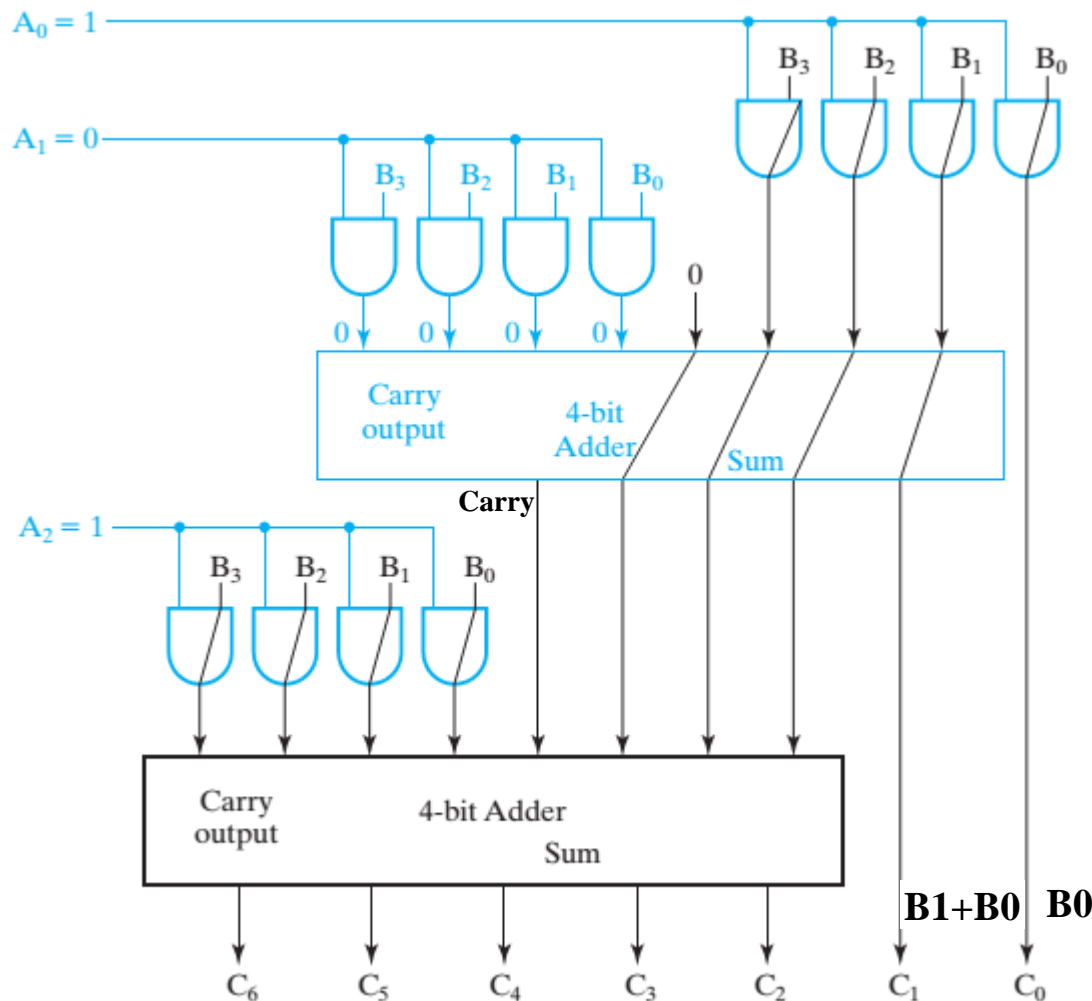 A₀ = 1
B₃ B₂ B₁ B₀
A₁ = 0
B₃ B₂ B₁ B₀
0
0 0 0 0
Carry
output
4-bit
Adder
Sum
Carry
A₂ = 1
B₃ B₂ B₁ B₀
Carry
output
4-bit Adder
Sum
B1+B0 B0
C₆ C₅ C₄ C₃ C₂ C₁ C₀